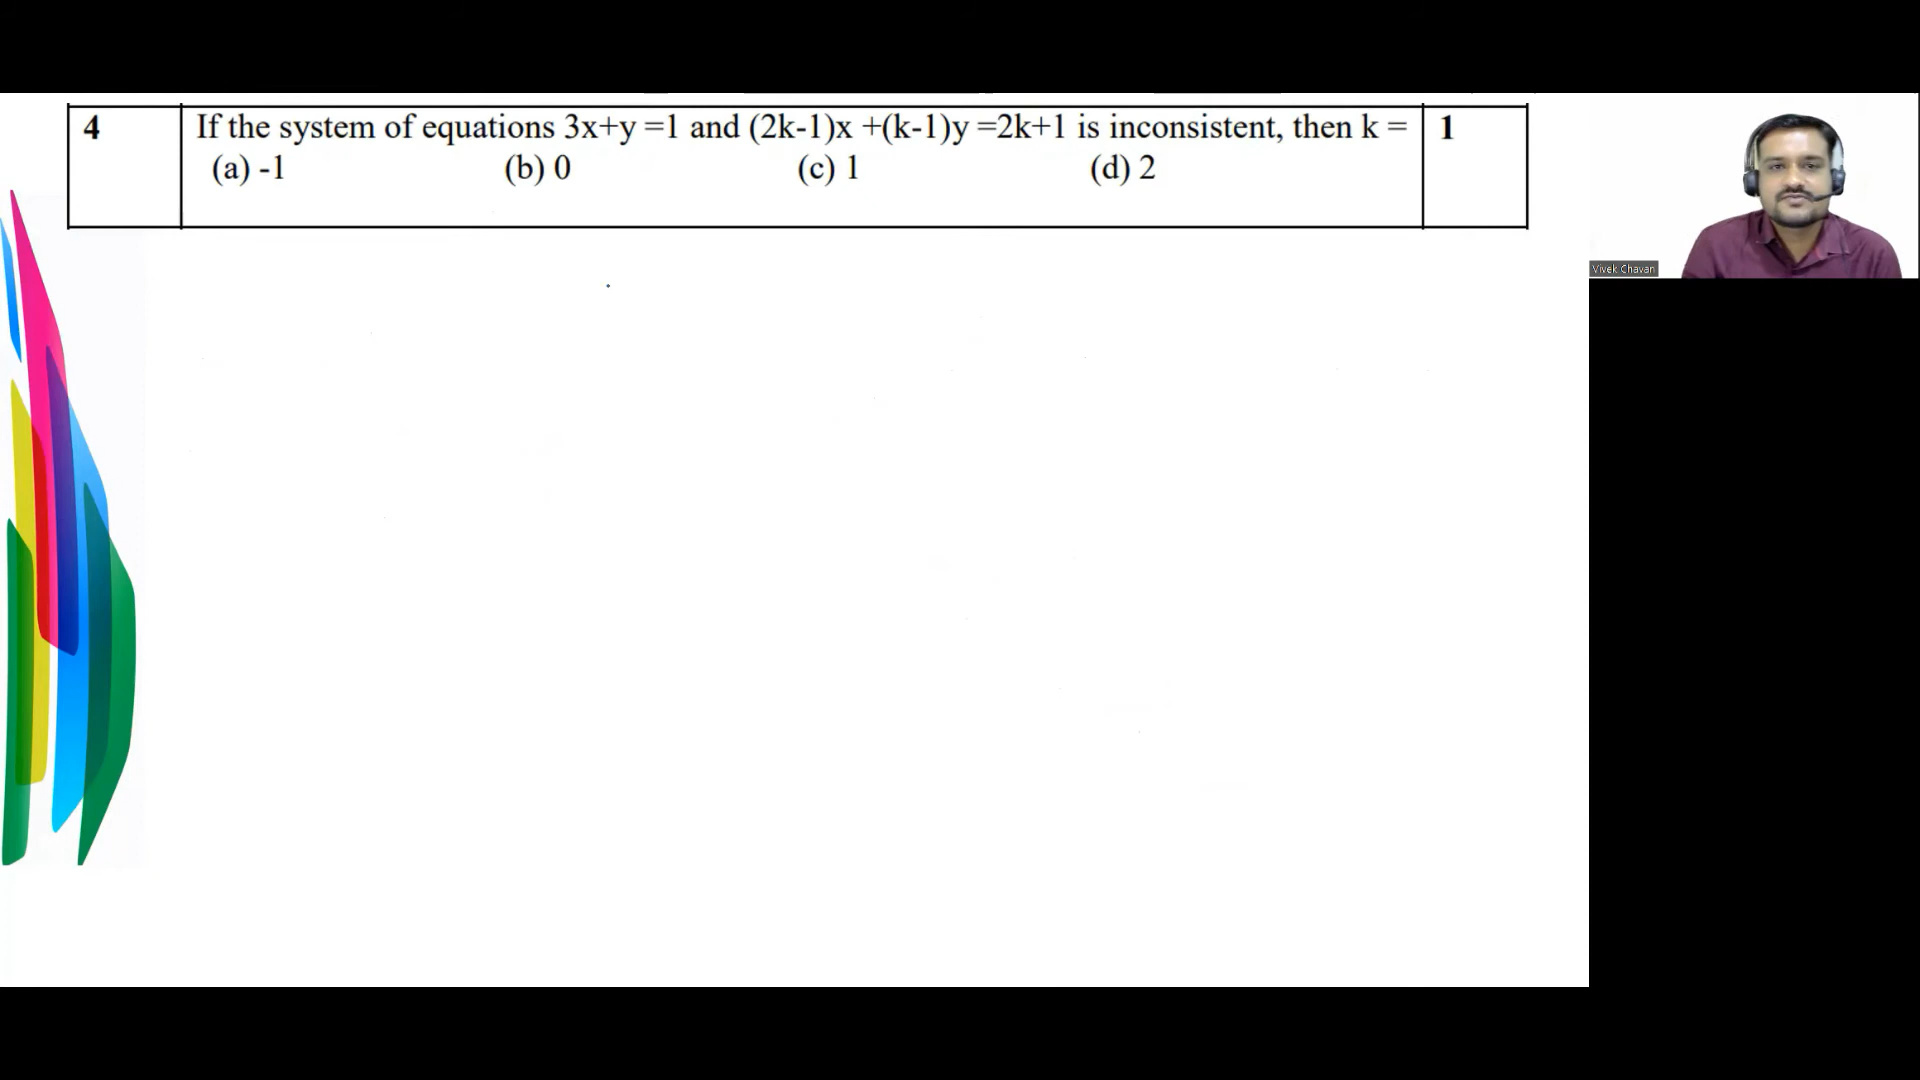 4 If the system of equations 3x+y =1 and (2k-1)x +(k-1)y =2k+1 is inconsistent, then k = 1
(a) -1 (b) 0 (c) 1 (d) 2
Vivek Chavan